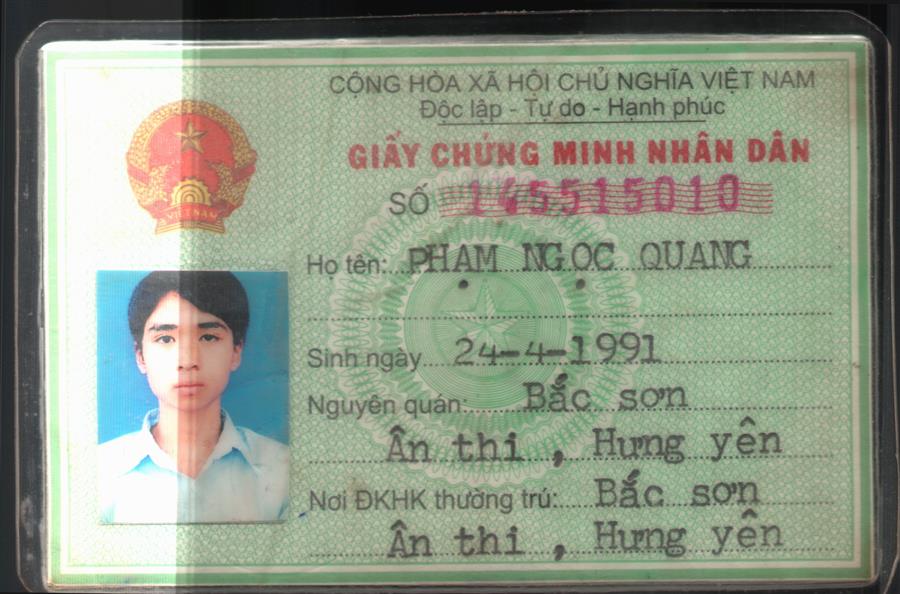 CỘNG HÒA XÃ HỘI CHỦ NGHĨA VIỆT NAM
Độc lập - Tự do - Hạnh phúc
GIẤY CHỨNG MINH NHÂN DÂN
SỐ 145515010
VIỆT NAM
Họ tên: PHẠM NGỌC QUANG
Sinh ngày 24-4-1991
Nguyên quán: Bắc sơn
Ân thi , Hưng yên
Nơi ĐKHK thường trú: Bắc sơn
Ân thi , Hưng yên